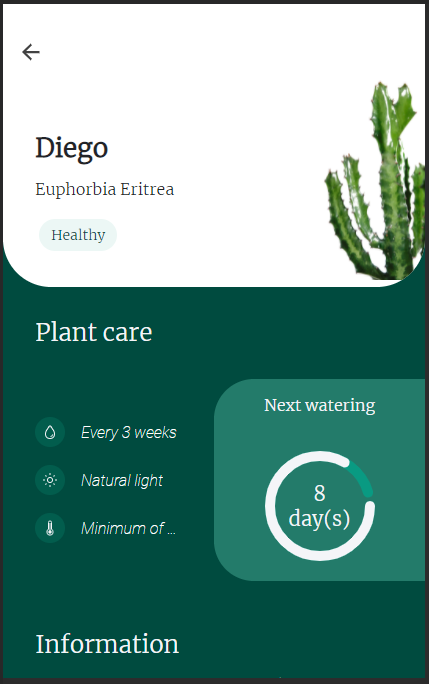 Diego
Euphorbia Eritrea
Healthy
Plant care
Next watering
Every 3 weeks
Natural light
Minimum of ...
8
day(s)
Information